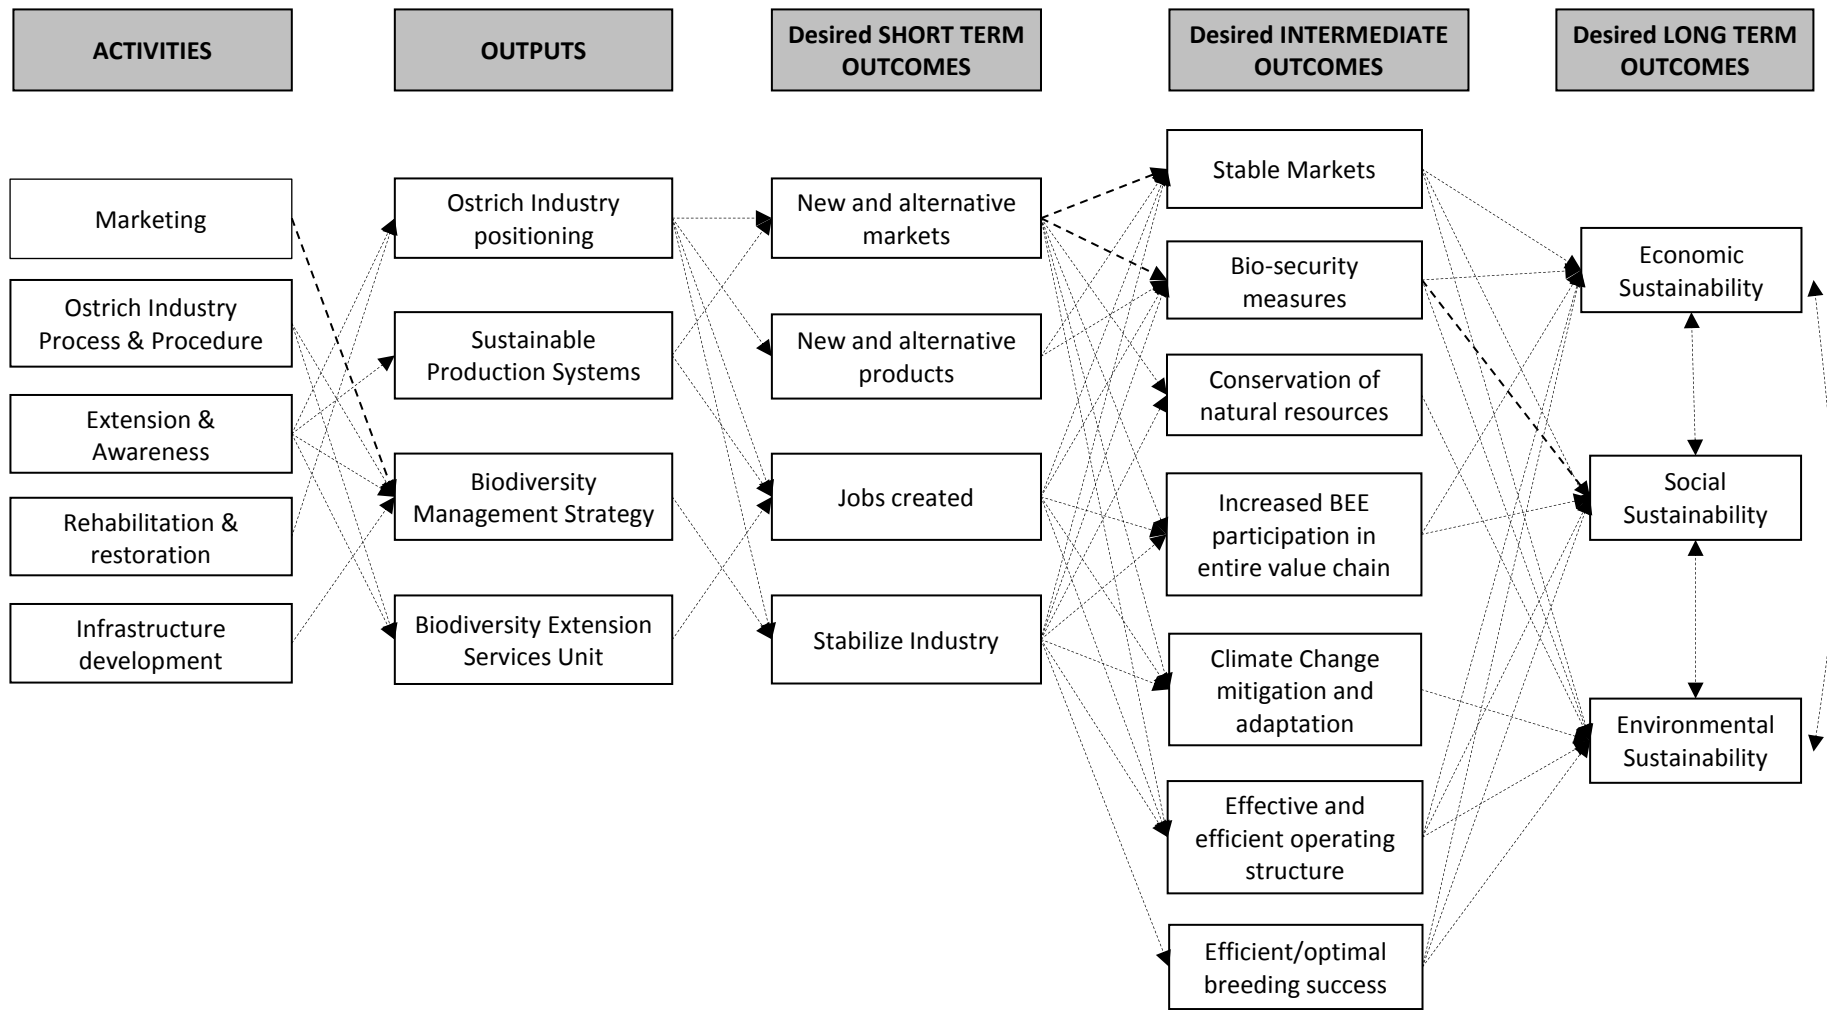 ACTIVITIES
OUTPUTS
Desired SHORT TERM
OUTCOMES
Desired INTERMEDIATE
OUTCOMES
Desired LONG TERM
OUTCOMES
Marketing
Ostrich Industry
Process & Procedure
Extension &
Awareness
Rehabilitation &
restoration
Infrastructure
development
Ostrich Industry
positioning
Sustainable
Production Systems
Biodiversity
Management Strategy
Biodiversity Extension
Services Unit
New and alternative
markets
New and alternative
products
Jobs created
Stabilize Industry
Stable Markets
Bio-security
measures
Conservation of
natural resources
Increased BEE
participation in
entire value chain
Climate Change
mitigation and
adaptation
Effective and
efficient operating
structure
Efficient/optimal
breeding success
Economic
Sustainability
Social
Sustainability
Environmental
Sustainability